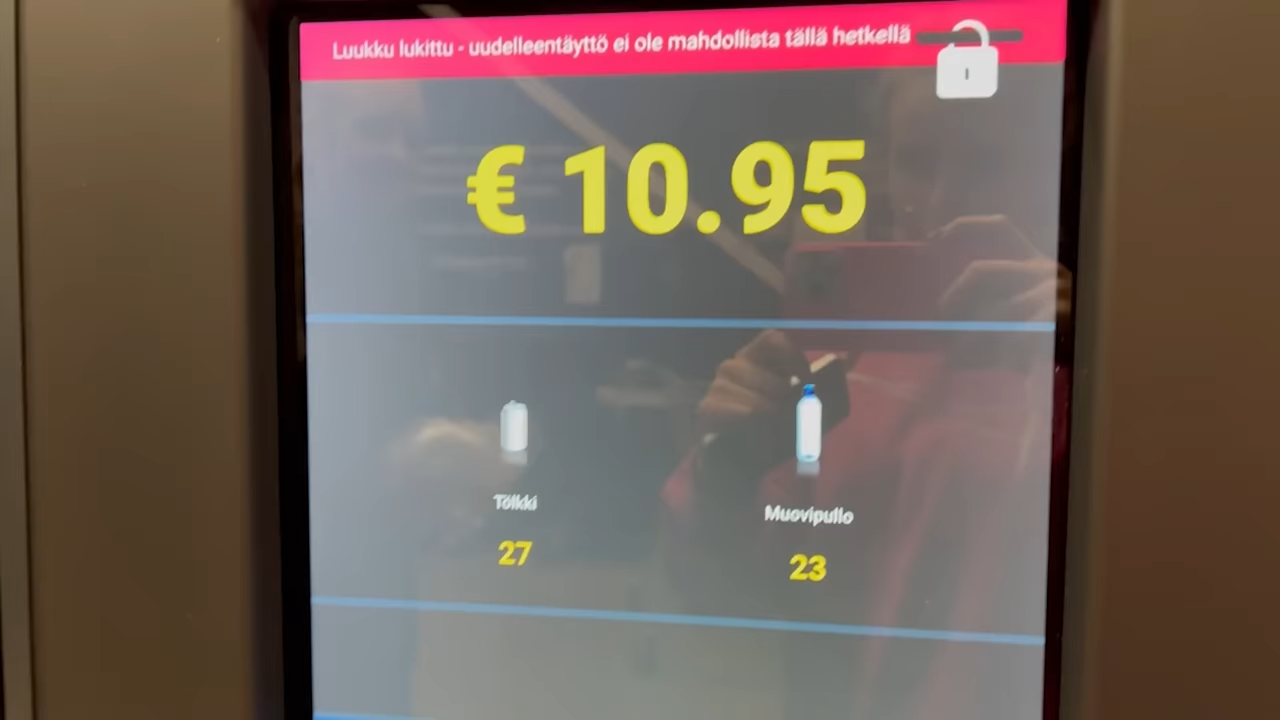 Luukku lukittu - uudelleentäyttö ei ole mahdollista tällä hetkellä
€ 10.95
Tölkki
Muovipullo
27
23